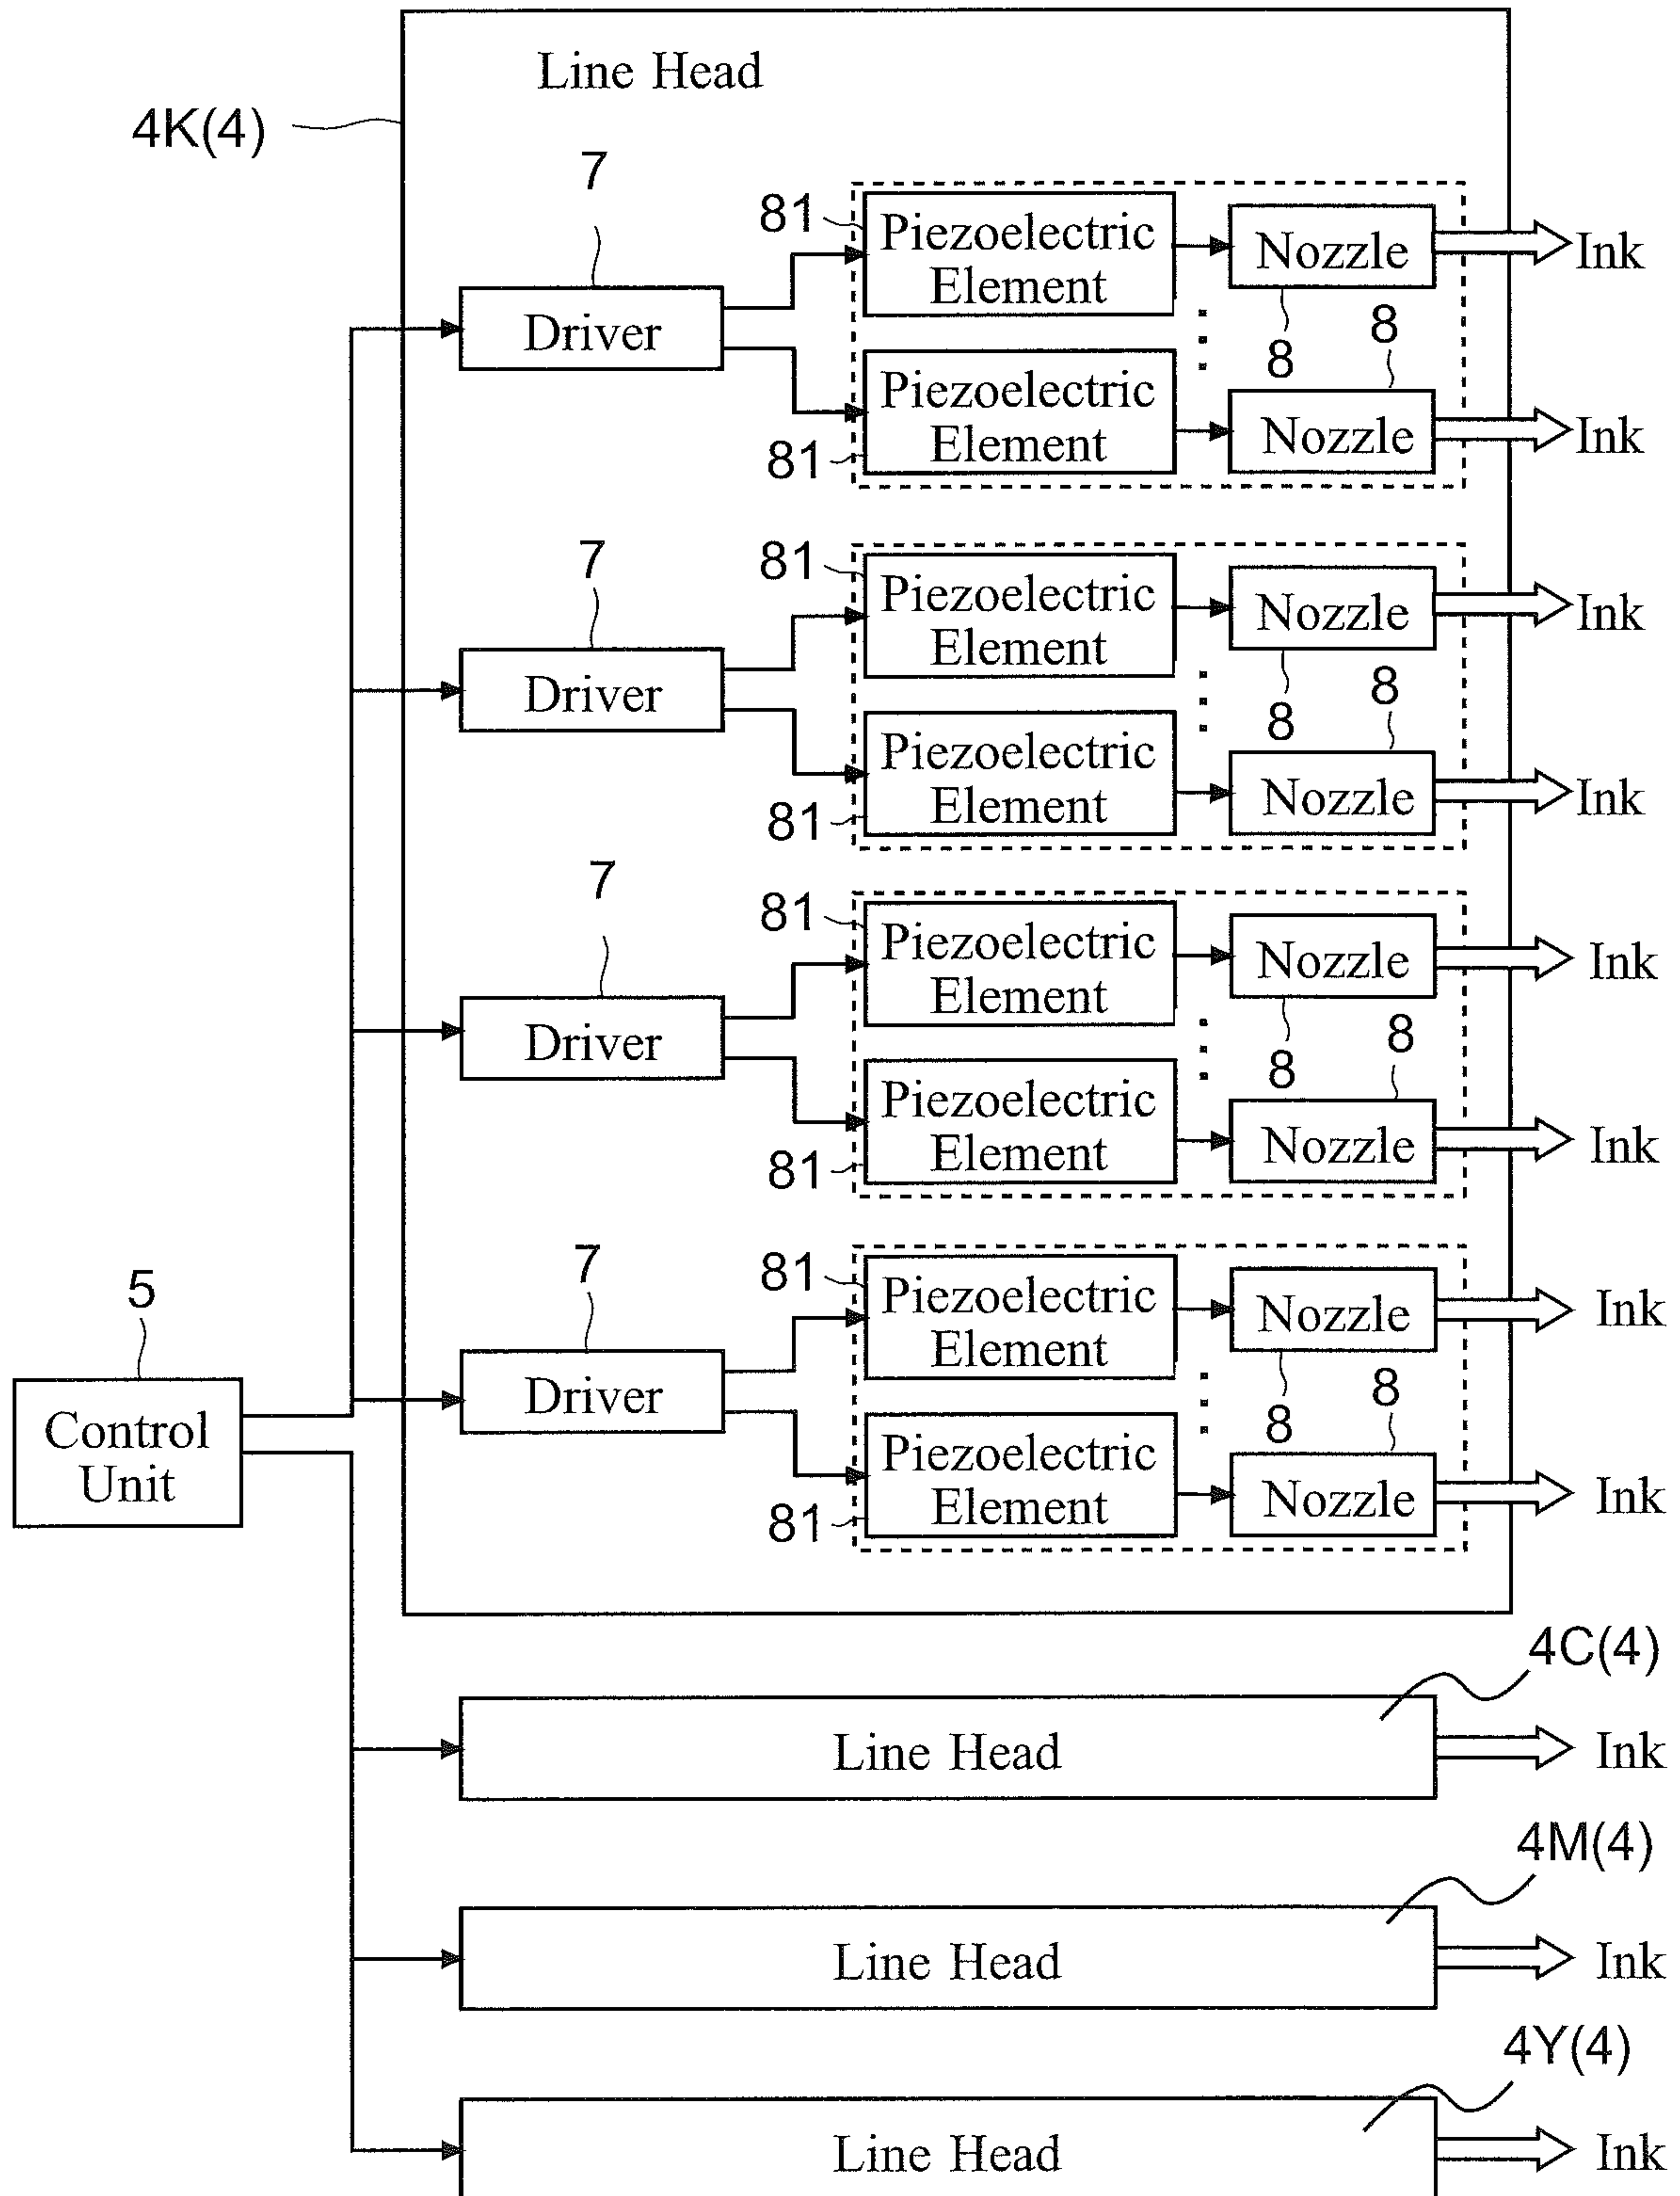 Line Head
4K(4)
7
81
Piezoelectric
Element
Nozzle
Ink
Driver
8
8
Piezoelectric
Element
81
Nozzle
Ink
7
81
Piezoelectric
Element
Nozzle
Ink
Driver
8
8
Piezoelectric
Element
81
Nozzle
Ink
7
81
Piezoelectric
Element
Nozzle
Ink
Driver
8
8
Piezoelectric
Element
81
Nozzle
Ink
7
81
Piezoelectric
Element
Nozzle
Ink
Driver
8
8
Piezoelectric
Element
81
Nozzle
Ink
5
Control
Unit
4C(4)
Line Head
Ink
4M(4)
Line Head
Ink
4Y(4)
Line Head
Ink